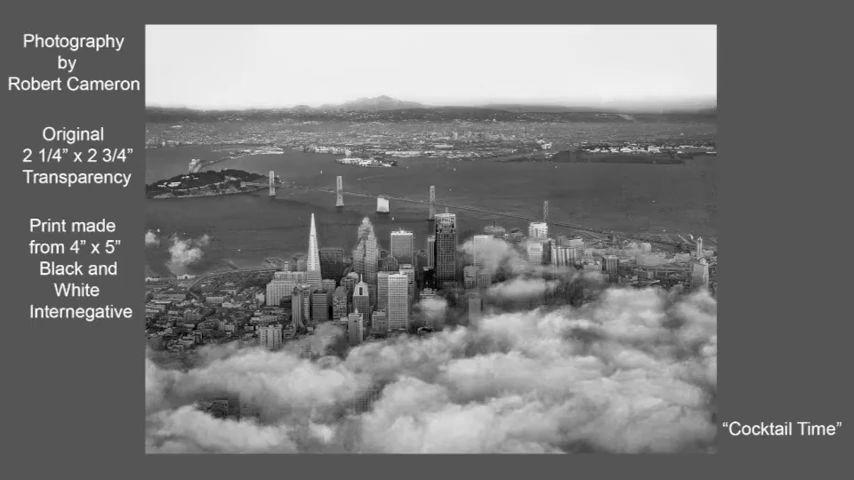 Photography
by
Robert Cameron
Original
2 1/4” x 2 3/4”
Transparency
Print made
from 4” x 5”
Black and
White
Internegative
“Cocktail Time”